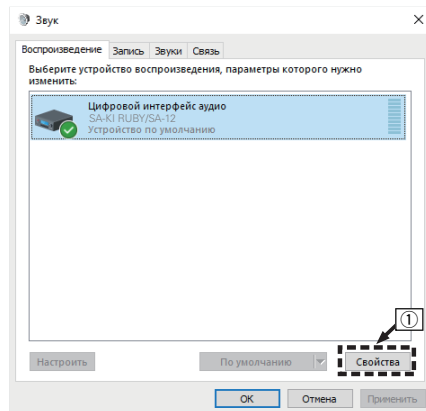 Звук
Воспроизведение Запись Звуки Связь
Выберите устройство воспроизведения, параметры которого нужно
изменить:
Цифровой интерфейс аудио
SA-KI RUBY/SA-12
Устройство по умолчанию
①
Настроить По умолчанию Свойства
ОК Отмена Применить